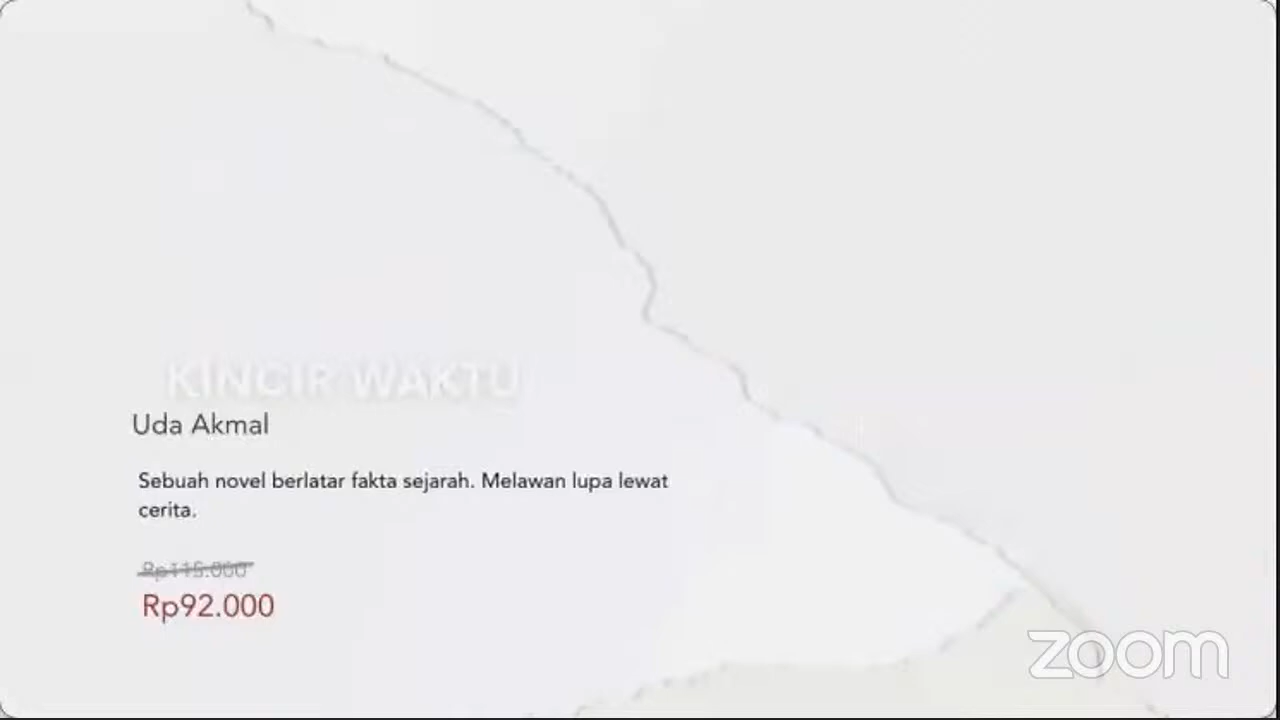 KINCIR WAKTU
Uda Akmal
Sebuah novel berlatar fakta sejarah. Melawan lupa lewat
cerita.
Rp115.000
Rp92.000
zoom